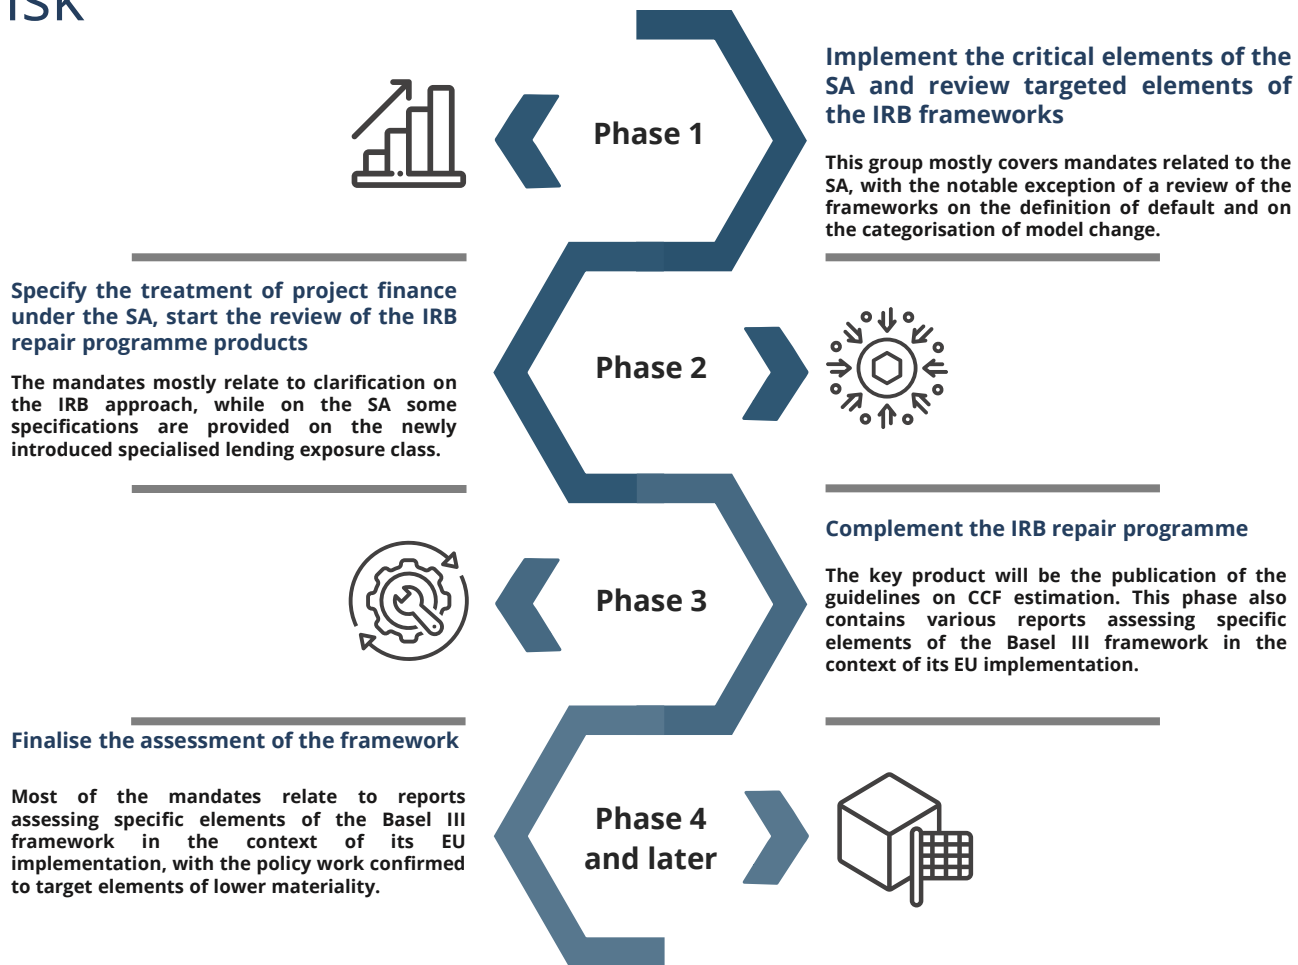 Implement the critical elements of the
SA and review targeted elements of
the IRB frameworks
Phase 1
This group mostly covers mandates related to the
SA, with the notable exception of a review of the
frameworks on the definition of default and on
the categorisation of model change.
Specify the treatment of project finance
under the SA, start the review of the IRB
repair programme products
Phase 2
The mandates mostly relate to clarification on
the IRB approach, while on the SA some
specifications are provided on the newly
introduced specialised lending exposure class.
Complement the IRB repair programme
Phase 3
The key product will be the publication of the
guidelines on CCF estimation. This phase also
contains various reports assessing specific
elements of the Basel III framework in the
context of its EU implementation.
Finalise the assessment of the framework
Phase 4
and later
Most of the mandates relate to reports
assessing specific elements of the Basel III
framework in the context of its EU
implementation, with the policy work confirmed
to target elements of lower materiality.